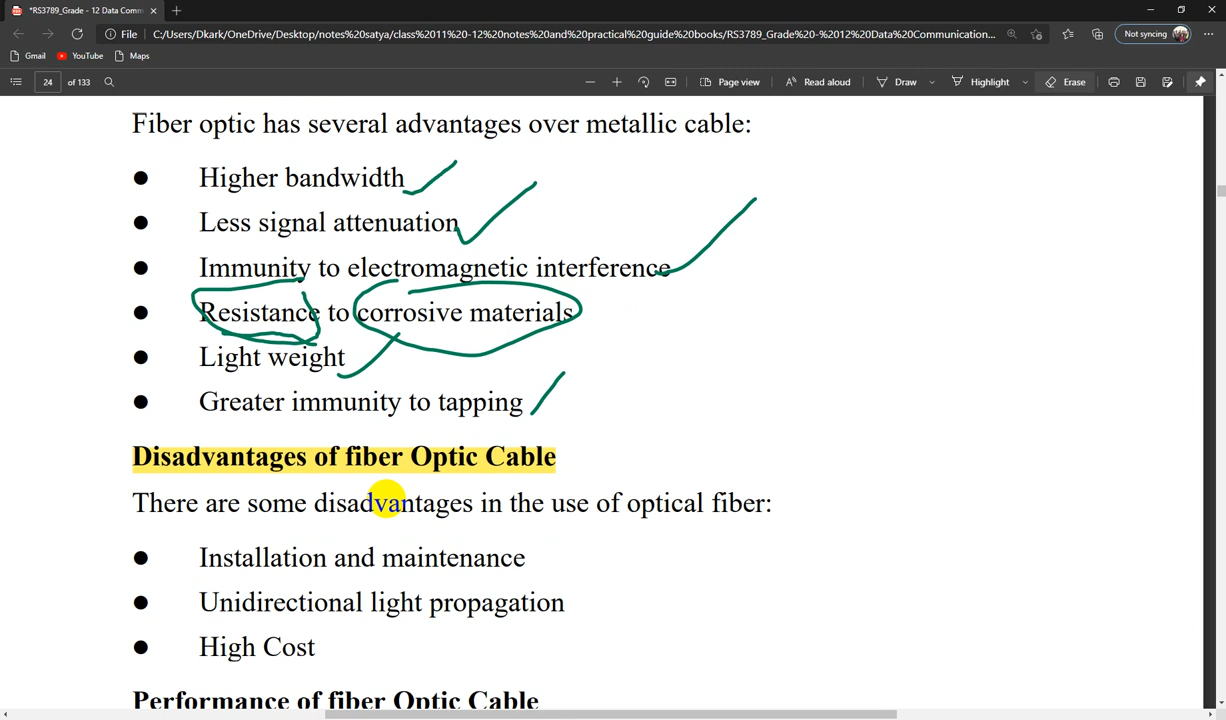 *RS3789_Grade - 12 Data Comm
File
C:/Users/Dkark/OneDrive/Desktop/notes%20satya/class%2011%20-12%20notes%20and%20practical%20guide%20books/RS3789_Grade%20-%2012%20Data%20Communication...
Not syncing
Gmail YouTube Maps
24 of 133
Page view
Read aloud
Draw
Highlight
Erase
Fiber optic has several advantages over metallic cable:
● Higher bandwidth
● Less signal attenuation
● Immunity to electromagnetic interference
● Resistance to corrosive materials
● Light weight
● Greater immunity to tapping
Disadvantages of fiber Optic Cable
There are some disadvantages in the use of optical fiber:
● Installation and maintenance
● Unidirectional light propagation
● High Cost
Performance of fiber Optic Cable